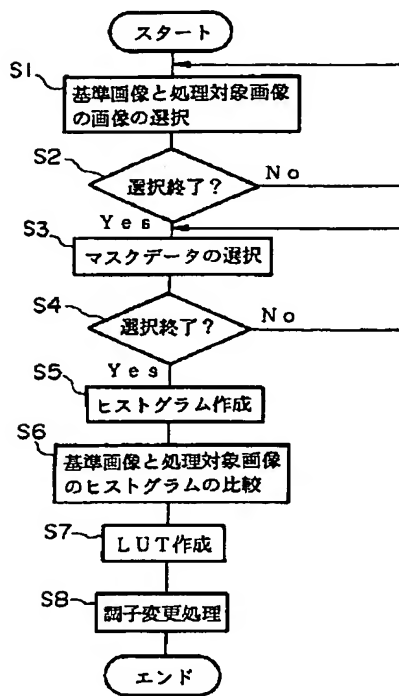 スタート
S1
基準画像と処理対象画像
の画像の選択
S2
選択終了？
No
Yes
S3
マスクデータの選択
S4
選択終了？
No
Yes
S5
ヒストグラム作成
S6
基準画像と処理対象画像
のヒストグラムの比較
S7
LUT作成
S8
調子変更処理
エンド